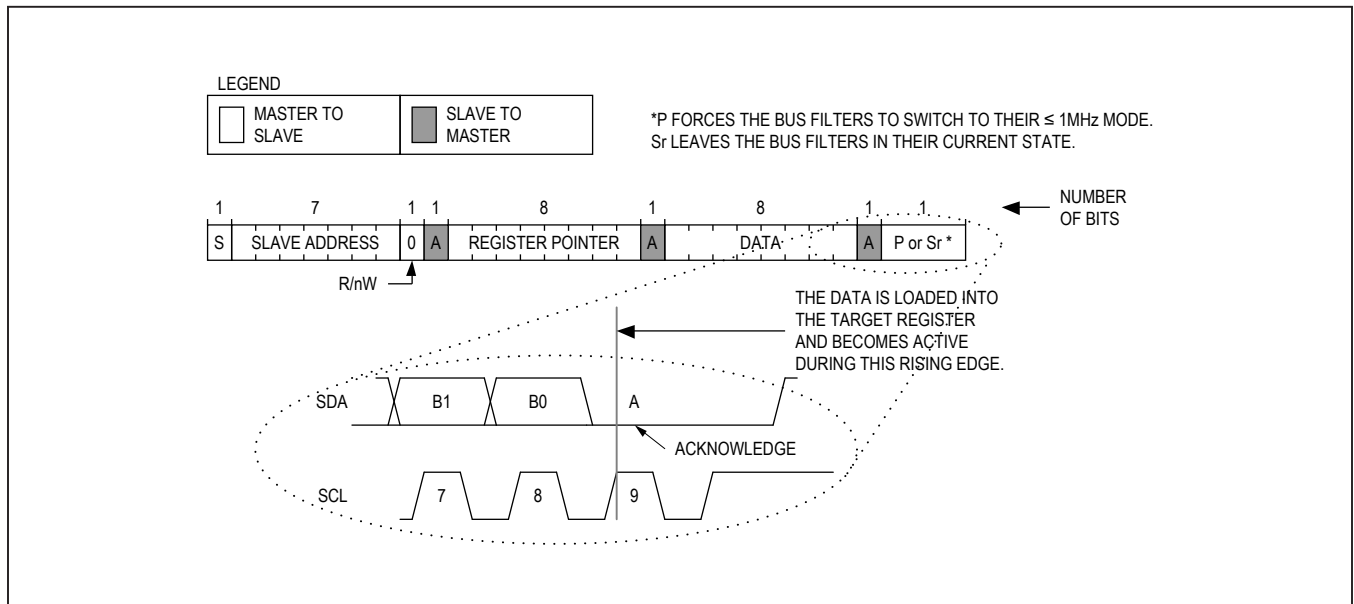 LEGEND
MASTER TO
SLAVE
SLAVE TO
MASTER
*P FORCES THE BUS FILTERS TO SWITCH TO THEIR ≤ 1MHz MODE.
Sr LEAVES THE BUS FILTERS IN THEIR CURRENT STATE.
1 7 1 1 8 1 8 1 1
NUMBER
OF BITS
S SLAVE ADDRESS 0 A REGISTER POINTER A DATA A P or Sr *
R/nW
THE DATA IS LOADED INTO
THE TARGET REGISTER
AND BECOMES ACTIVE
DURING THIS RISING EDGE.
SDA B1 B0 A
ACKNOWLEDGE
SCL 7 8 9